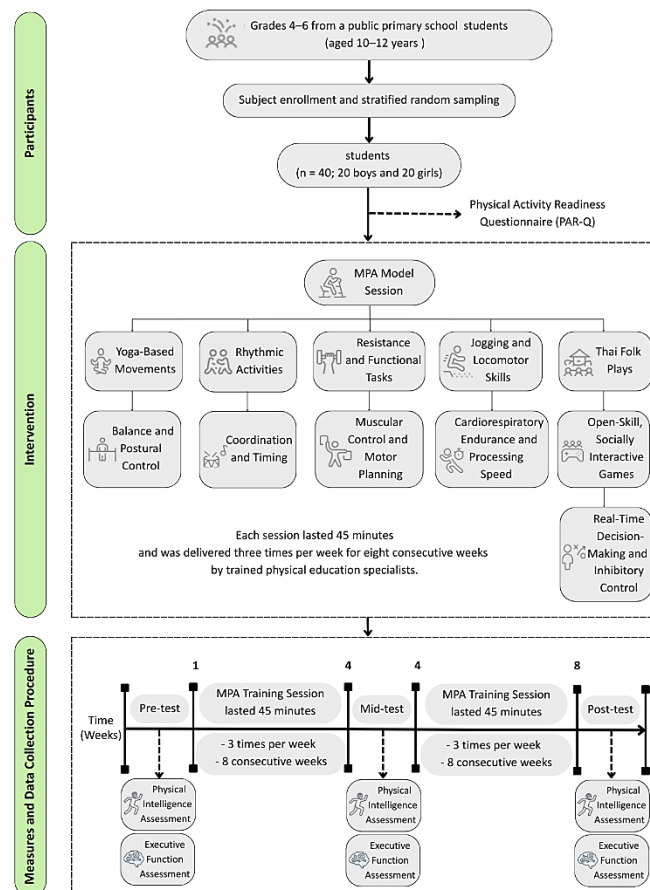 Participants
Grades 4–6 from a public primary school students
(aged 10–12 years )
Subject enrollment and stratified random sampling
students
(n = 40; 20 boys and 20 girls)
Physical Activity Readiness
Questionnaire (PAR-Q)
Intervention
MPA Model
Session
Yoga-Based
Movements
Rhythmic
Activities
Resistance
and Functional
Tasks
Jogging and
Locomotor
Skills
Thai Folk
Plays
Balance and
Postural
Control
Coordination
and Timing
Muscular
Control and
Motor
Planning
Cardiorespiratory
Endurance and
Processing
Speed
Open-Skill,
Socially
Interactive
Games
Real-Time
Decision-
Making and
Inhibitory
Control
Each session lasted 45 minutes
and was delivered three times per week for eight consecutive weeks
by trained physical education specialists.
Measures and Data Collection Procedure
1
4
4
8
Time
(Weeks)
Pre-test
MPA Training Session
lasted 45 minutes
- 3 times per week
- 8 consecutive weeks
Mid-test
MPA Training Session
lasted 45 minutes
- 3 times per week
- 8 consecutive weeks
Post-test
Physical
Intelligence
Assessment
Executive
Function
Assessment
Physical
Intelligence
Assessment
Executive
Function
Assessment
Physical
Intelligence
Assessment
Executive
Function
Assessment